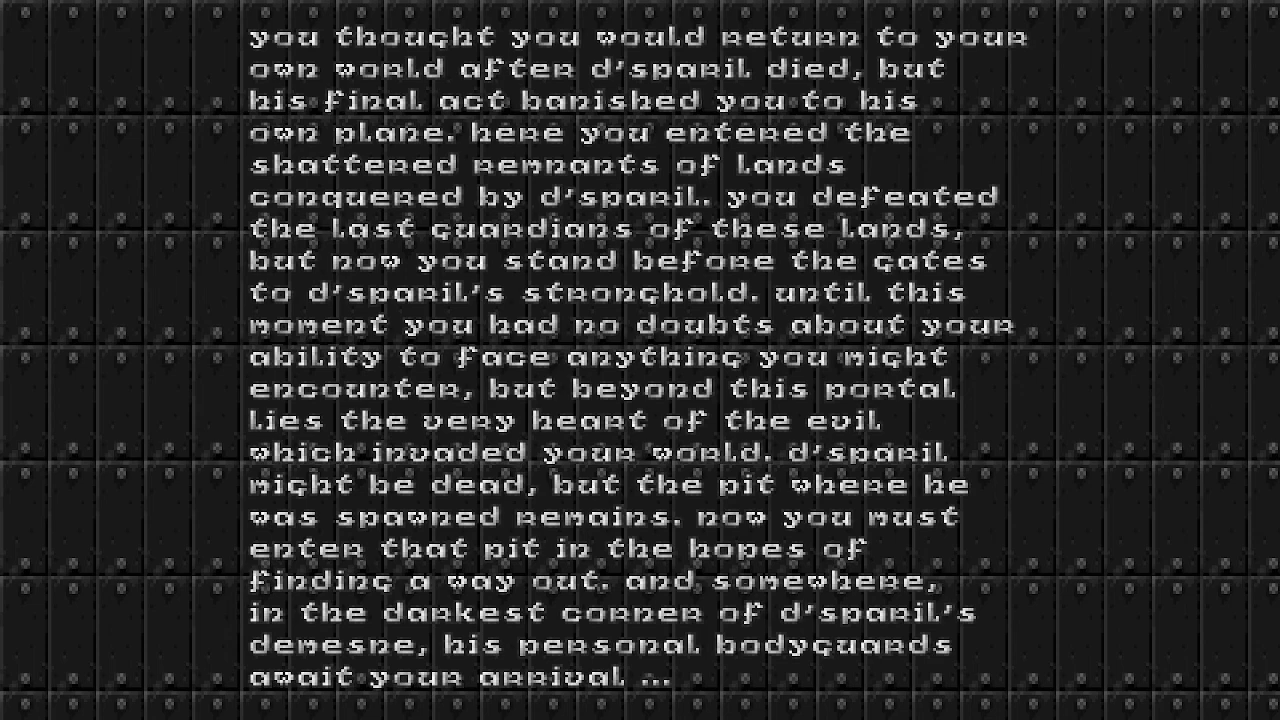 you thought you would return to your
own world after d'sparil died, but
his final act banished you to his
own plane. here you entered the
shattered remnants of lands
conquered by d'sparil. you defeated
the last guardians of these lands,
but now you stand before the gates
to d'sparil's stronghold. until this
moment you had no doubts about your
ability to face anything you might
encounter, but beyond this portal
lies the very heart of the evil
which invaded your world. d'sparil
might be dead, but the pit where he
was spawned remains. now you must
enter that pit in the hopes of
finding a way out. and somewhere,
in the darkest corner of d'sparil's
demesne, his personal bodyguards
await your arrival ...